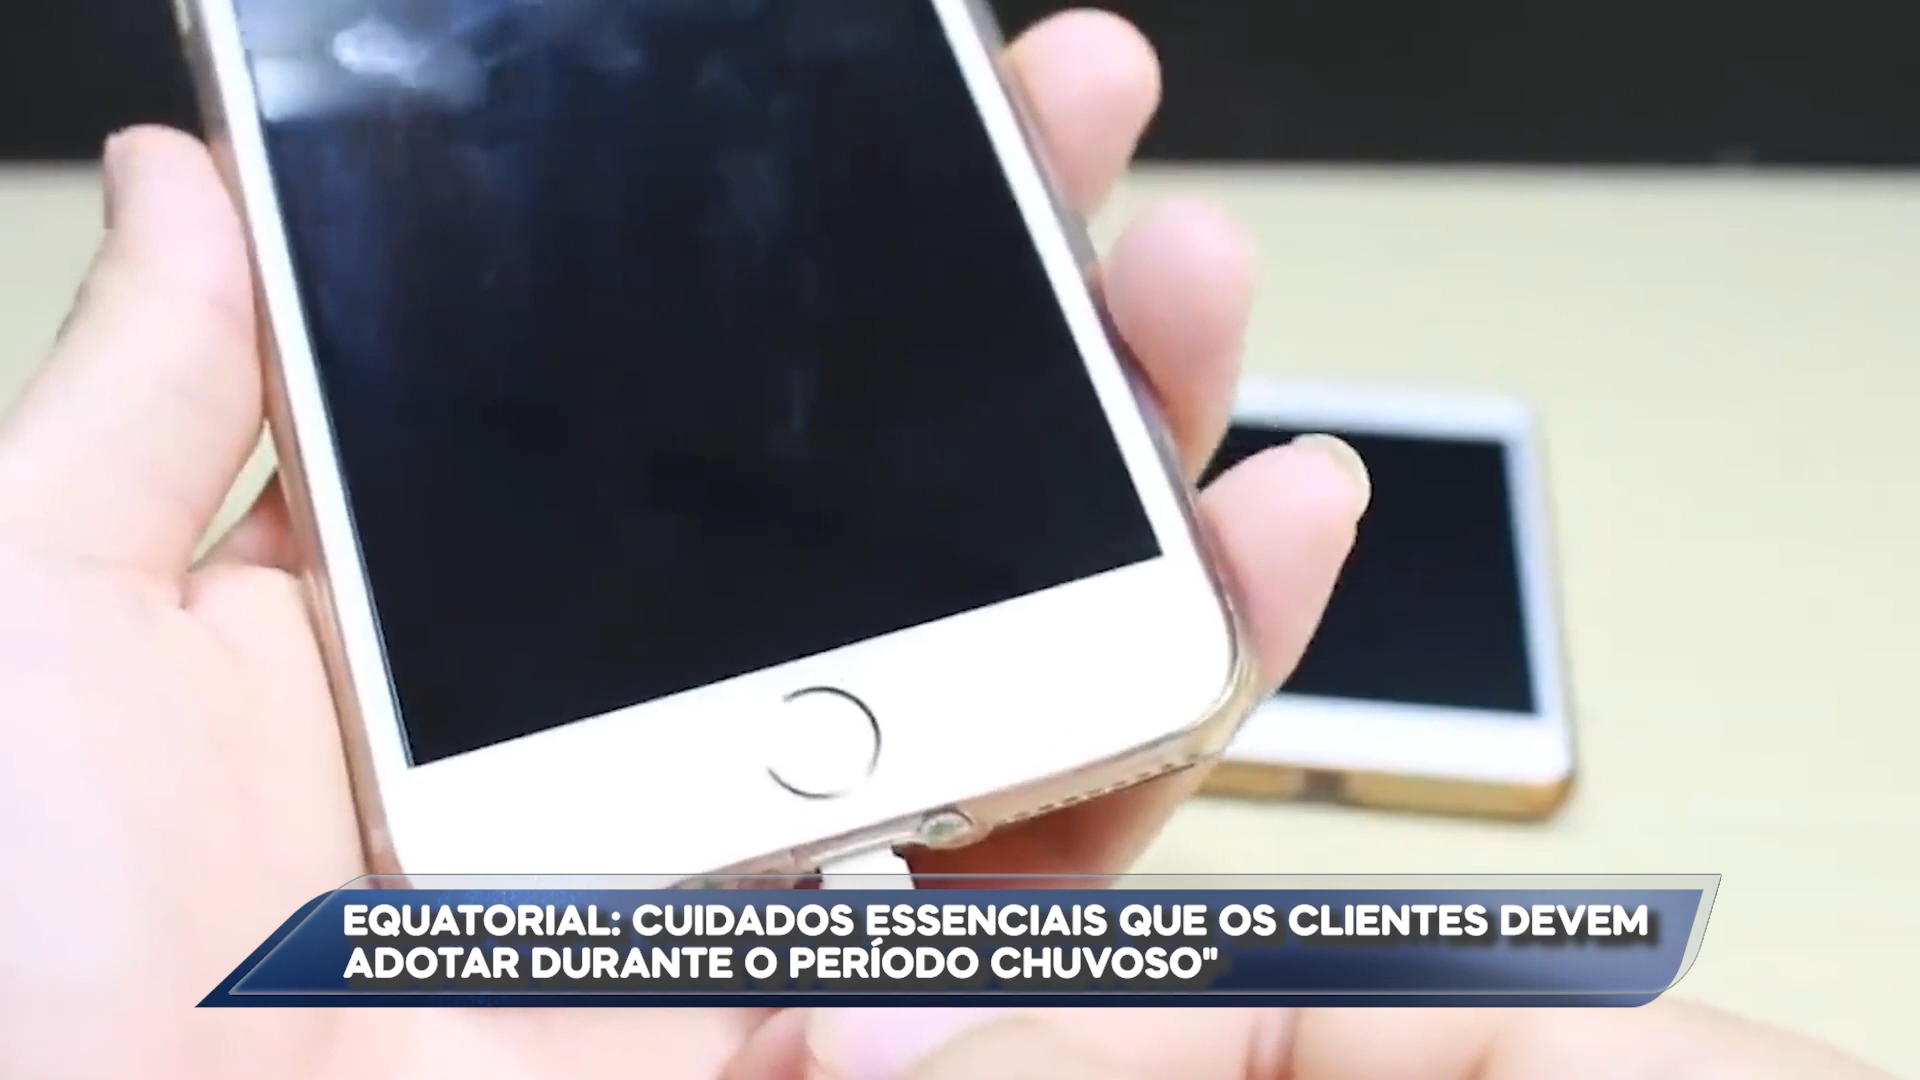 EQUATORIAL: CUIDADOS ESSENCIAIS QUE OS CLIENTES DEVEM
ADOTAR DURANTE O PERÍODO CHUVOSO"